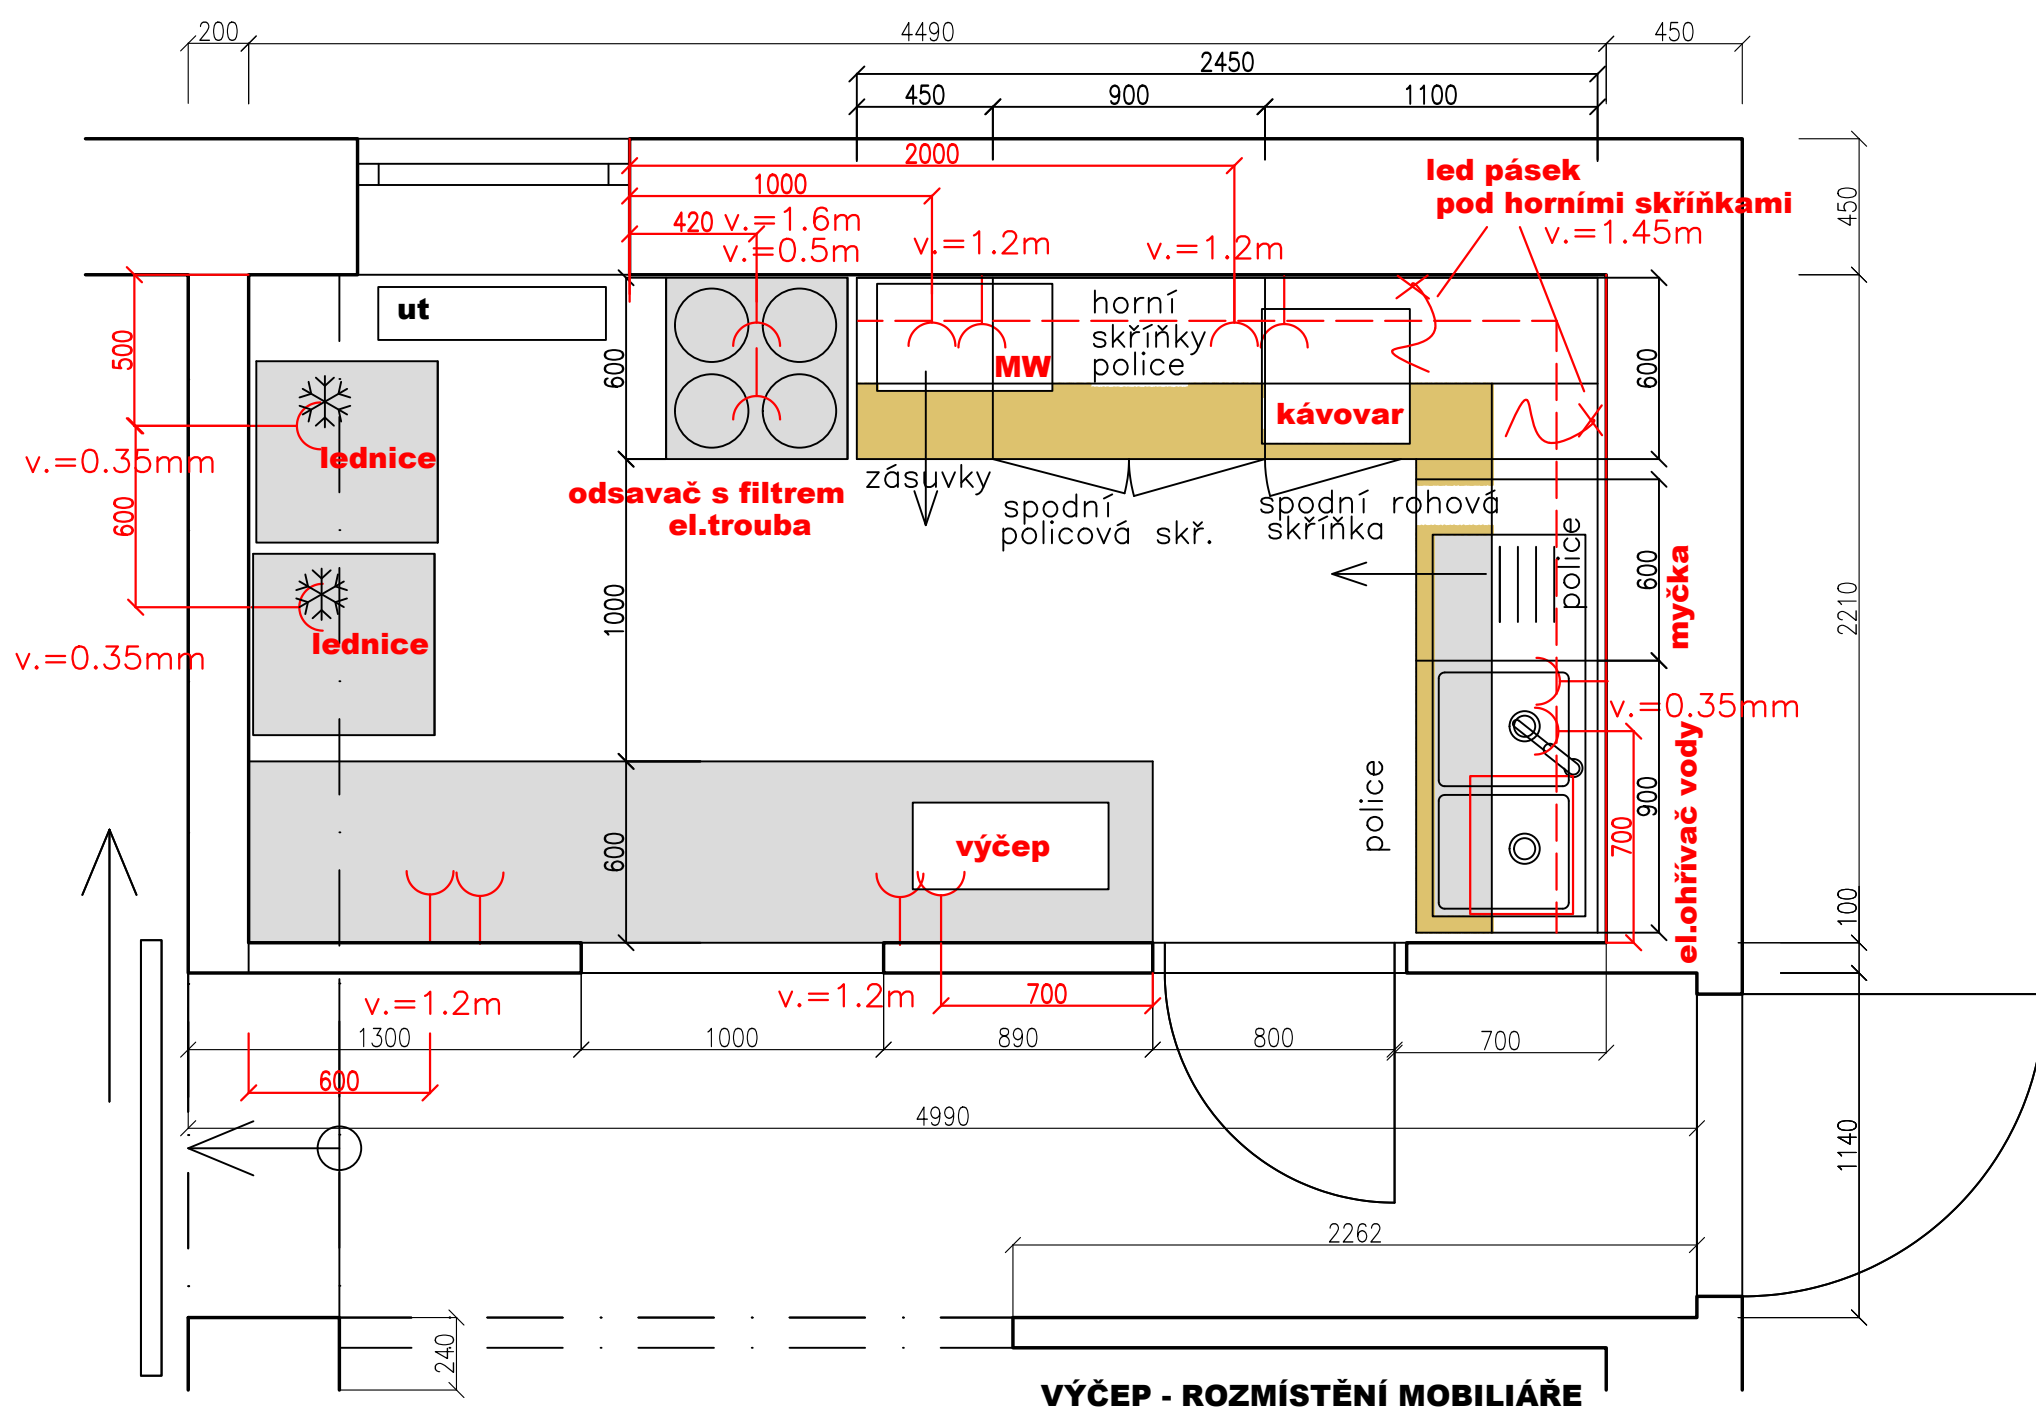 200
4490
450
2450
450
900
1100
2000
1000
420
v.=1.6m
v.=0.5m
v.=1.2m
v.=1.2m
led pásek
pod horními skříňkami
v.=1.45m
450
ut
horní
skříňky
police
MW
kávovar
500
600
600
v.=0.35mm
lednice
600
odsavač s filtrem
el.trouba
zásuvky
spodní
policová skř.
spodní rohová
skříňka
police
600
myčka
2210
1000
lednice
v.=0.35mm
v.=0.35mm
police
900
700
el.ohřívač vody
600
výčep
100
v.=1.2m
v.=1.2m
700
1300
1000
890
800
700
600
4990
1140
2262
240
VÝČEP - ROZMÍSTĚNÍ MOBILIÁŘE